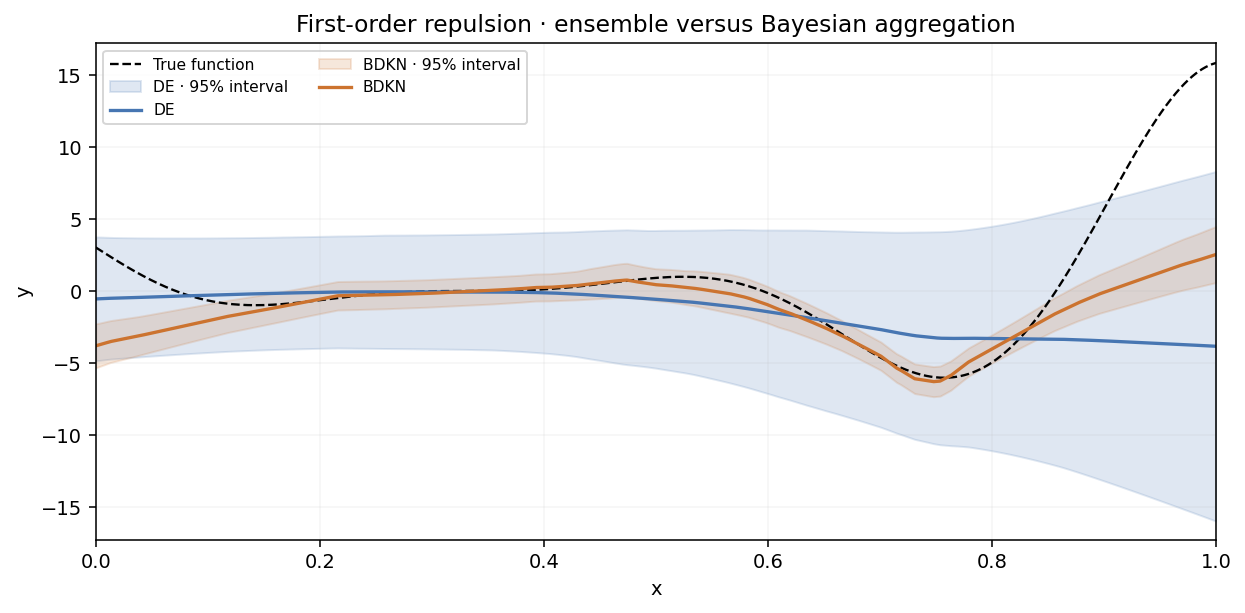 First-order repulsion · ensemble versus Bayesian aggregation
True function
DE · 95% interval
DE
BDKN · 95% interval
BDKN
15
10
5
0
−5
−10
−15
y
0.0 0.2 0.4 0.6 0.8 1.0
x